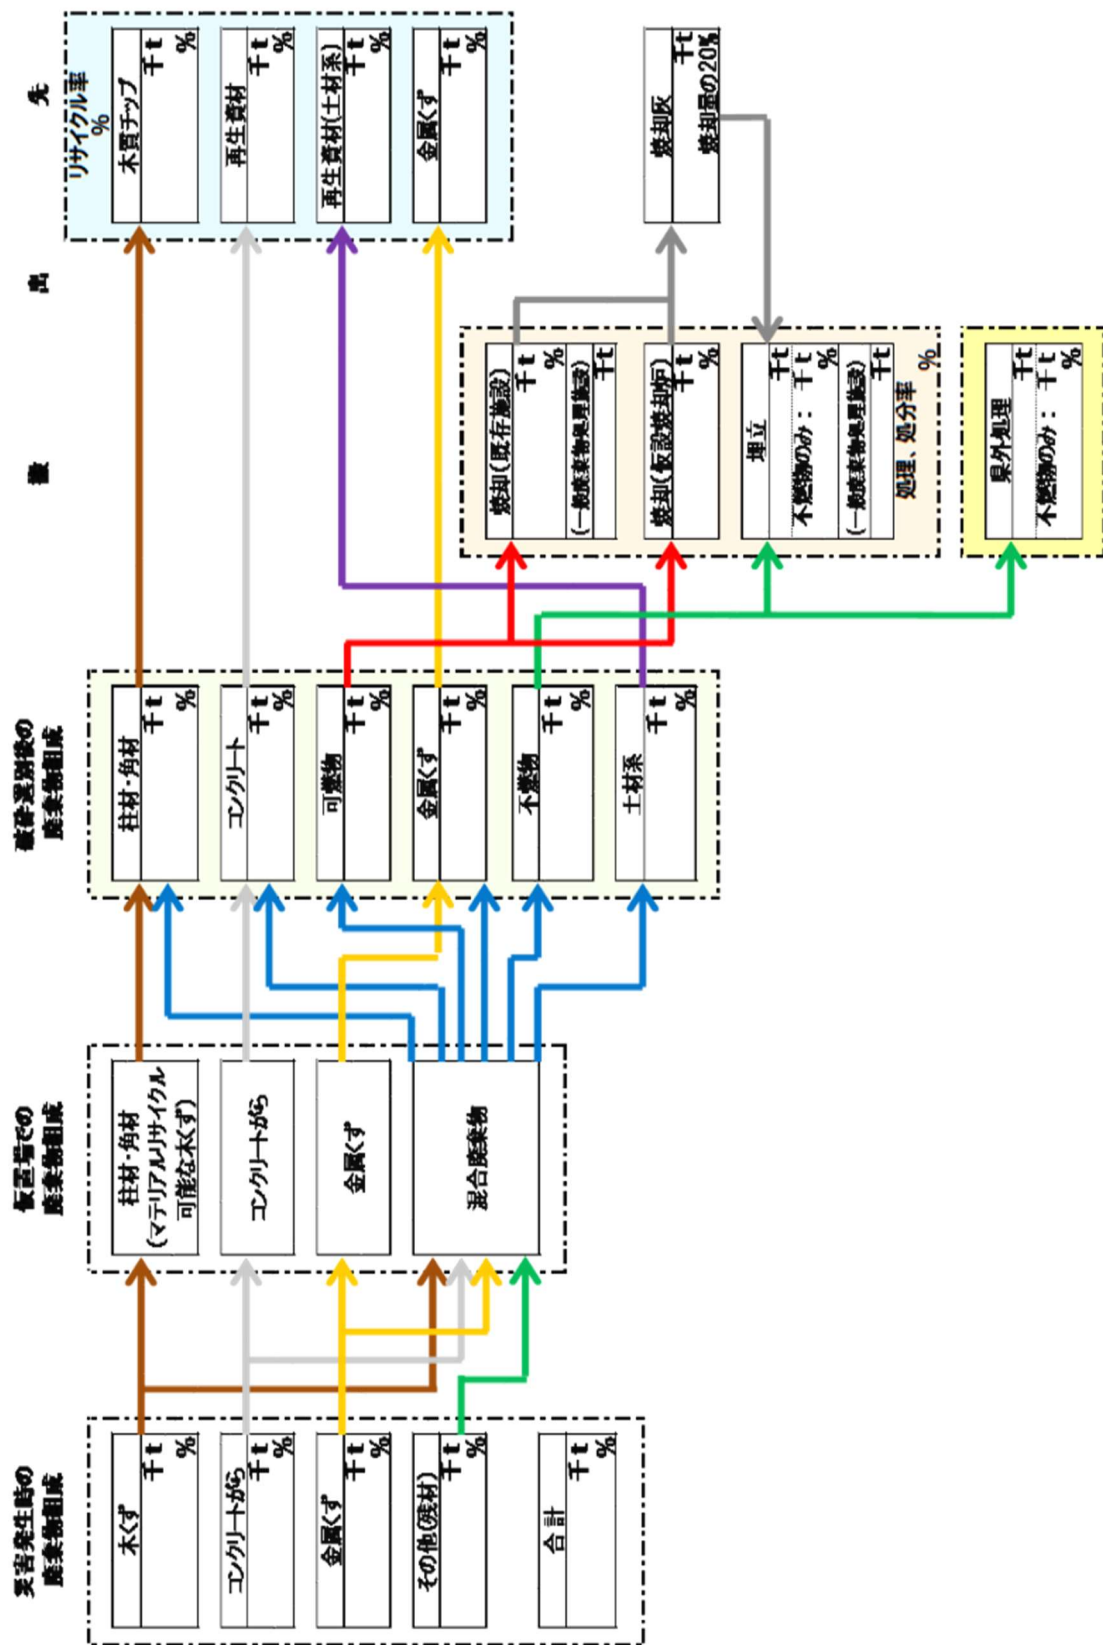 災害発生時の
廃棄物組成
木くず
千t
%
コンクリートがら
千t
%
金属くず
千t
%
その他(残材)
千t
%
合計
千t
%
仮置場での
廃棄物組成
柱材・角材
(マテリアルリサイクル
可能な木くず)
コンクリートがら
金属くず
混合廃棄物
破砕選別後の
廃棄物組成
柱材・角材
千t
%
コンクリート
千t
%
可燃物
千t
%
金属くず
千t
%
不燃物
千t
%
土材系
千t
%
搬 出 先
リサイクル率
%
木質チップ
千t
%
再生資材
千t
%
再生資材(土材系)
千t
%
金属くず
千t
%
焼却(既存施設)
千t
%
(一般廃棄物処理施設)
千t
焼却(仮設焼却炉)
千t
%
埋立
千t
不燃物のみ: 千t
%
(一般廃棄物処理施設)
千t
処理、処分率
%
焼却灰
千t
焼却量の20%
県外処理
千t
不燃物のみ: 千t
%